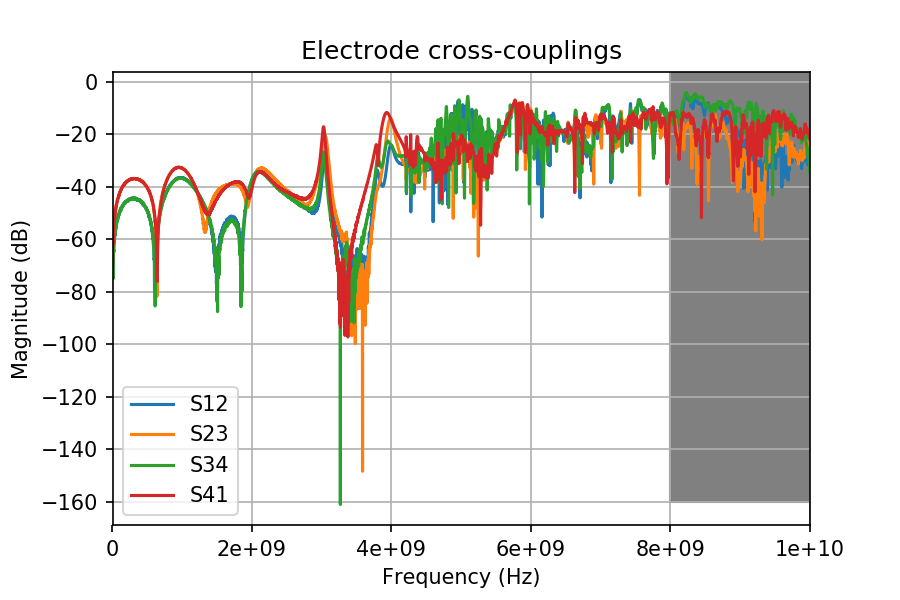 Electrode cross-couplings
Magnitude (dB)
0
−20
−40
−60
−80
−100
−120
−140
−160
S12
S23
S34
S41
0 2e+09 4e+09 6e+09 8e+09 1e+10
Frequency (Hz)